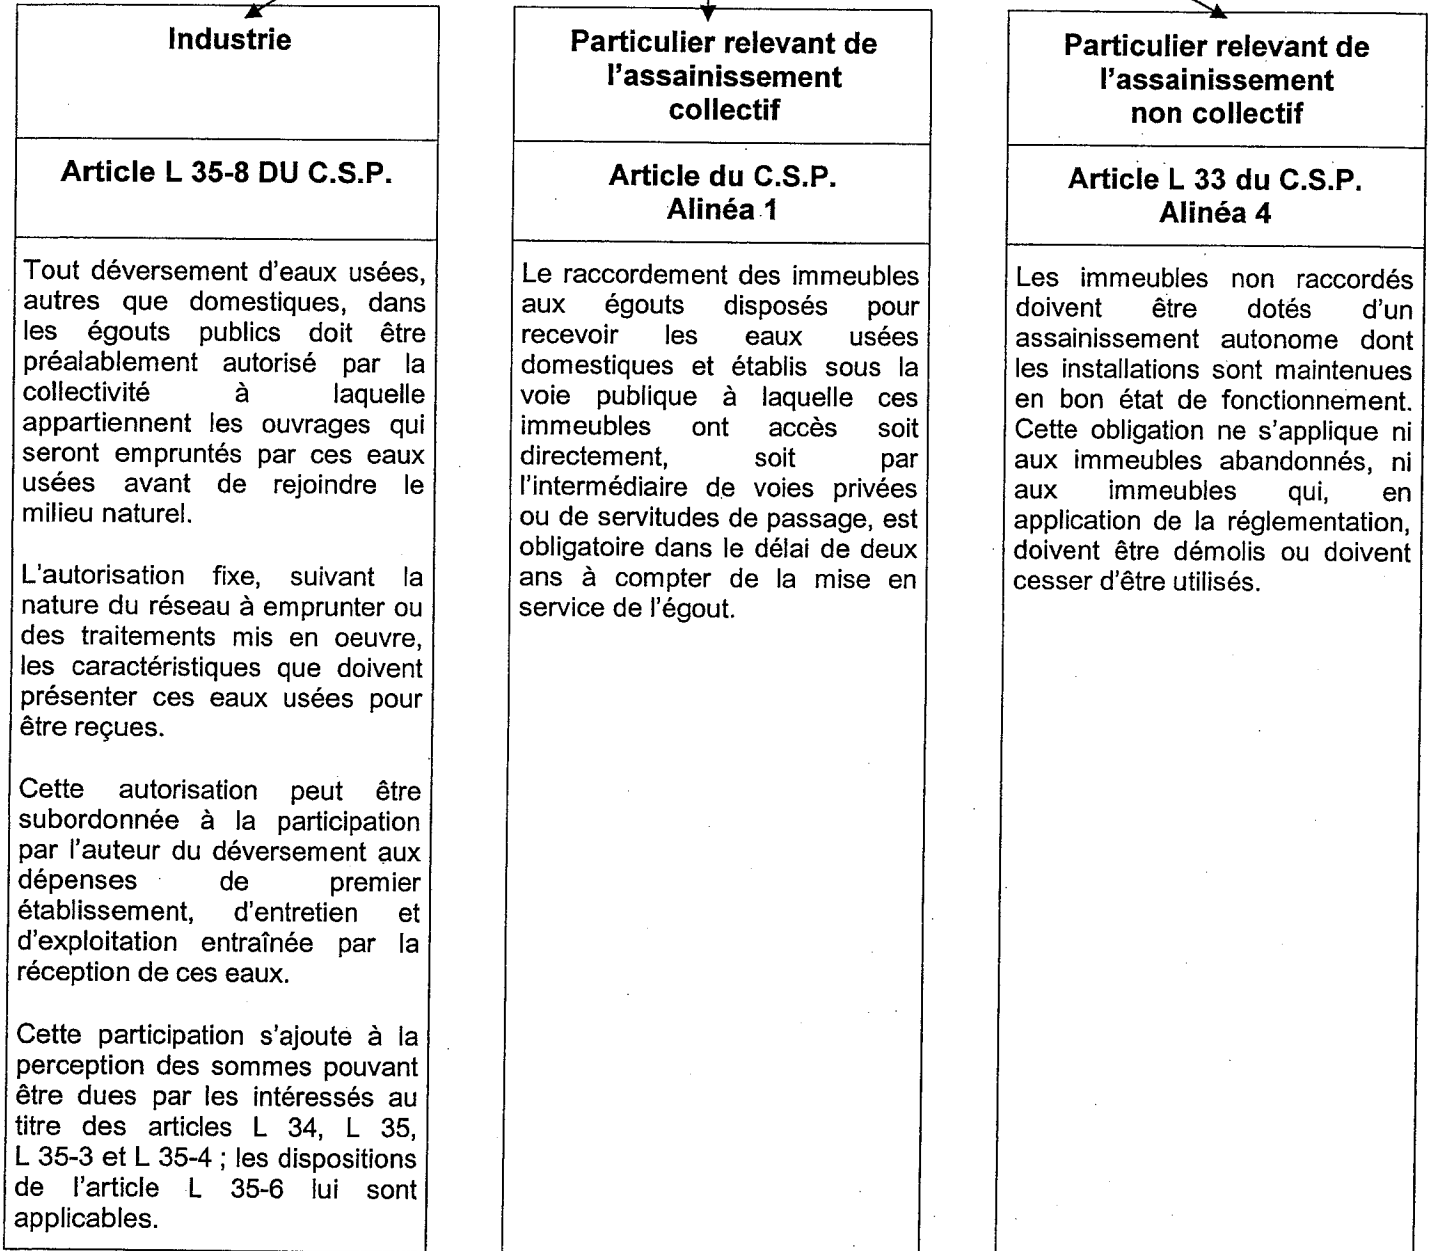 Industrie
Article L 35-8 DU C.S.P.
Tout déversement d'eaux usées,
autres que domestiques, dans
les égouts publics doit être
préalablement autorisé par la
collectivité à laquelle
appartiennent les ouvrages qui
seront empruntés par ces eaux
usées avant de rejoindre le
milieu naturel.
L'autorisation fixe, suivant la
nature du réseau à emprunter ou
des traitements mis en oeuvre,
les caractéristiques que doivent
présenter ces eaux usées pour
être reçues.
Cette autorisation peut être
subordonnée à la participation
par l'auteur du déversement aux
dépenses de premier
établissement, d'entretien et
d'exploitation entraînée par la
réception de ces eaux.
Cette participation s'ajoute à la
perception des sommes pouvant
être dues par les intéressés au
titre des articles L 34, L 35,
L 35-3 et L 35-4 ; les dispositions
de l'article L 35-6 lui sont
applicables.
Particulier relevant de
l'assainissement
collectif
Article du C.S.P.
Alinéa 1
Le raccordement des immeubles
aux égouts disposés pour
recevoir les eaux usées
domestiques et établis sous la
voie publique à laquelle ces
immeubles ont accès soit
directement, soit par
l'intermédiaire de voies privées
ou de servitudes de passage, est
obligatoire dans le délai de deux
ans à compter de la mise en
service de l'égout.
Particulier relevant de
l'assainissement
non collectif
Article L 33 du C.S.P.
Alinéa 4
Les immeubles non raccordés
doivent être dotés d'un
assainissement autonome dont
les installations sont maintenues
en bon état de fonctionnement.
Cette obligation ne s'applique ni
aux immeubles abandonnés, ni
aux immeubles qui, en
application de la réglementation,
doivent être démolis ou doivent
cesser d'être utilisés.